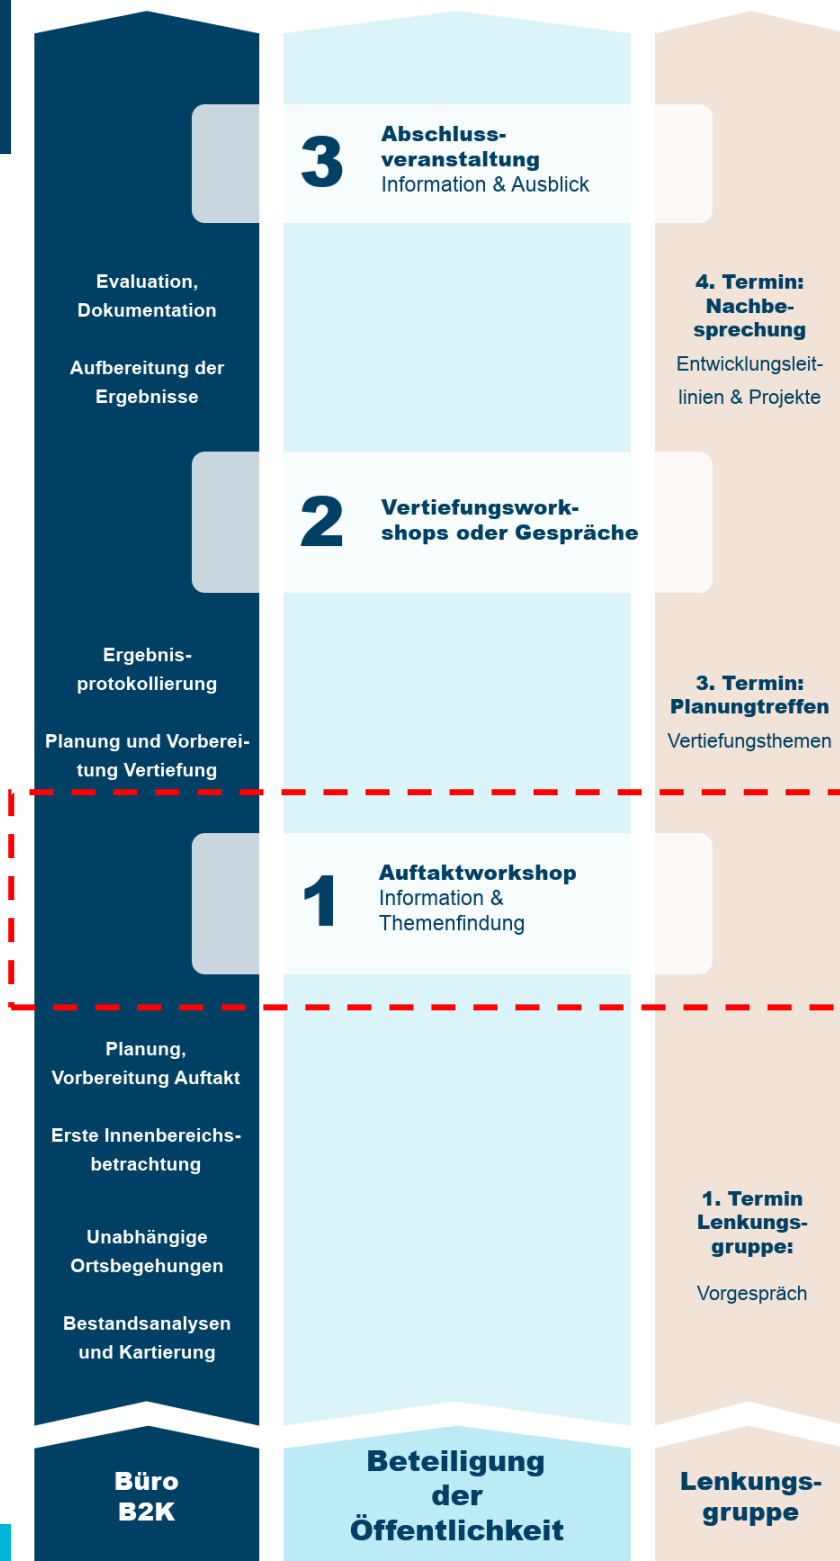 3
Abschluss-
veranstaltung
Information & Ausblick
Evaluation,
Dokumentation
Aufbereitung der
Ergebnisse
4. Termin:
Nachbe-
sprechung
Entwicklungsleit-
linien & Projekte
2
Vertiefungswork-
shops oder Gespräche
Ergebnis-
protokollierung
Planung und Vorberei-
tung Vertiefung
3. Termin:
Planungtreffen
Vertiefungsthemen
1
Auftaktworkshop
Information &
Themenfindung
Planung,
Vorbereitung Auftakt
Erste Innenbereichs-
betrachtung
Unabhängige
Ortsbegehungen
Bestandsanalysen
und Kartierung
1. Termin
Lenkungs-
gruppe:
Vorgespräch
Büro
B2K
Beteiligung
der
Öffentlichkeit
Lenkungs-
gruppe